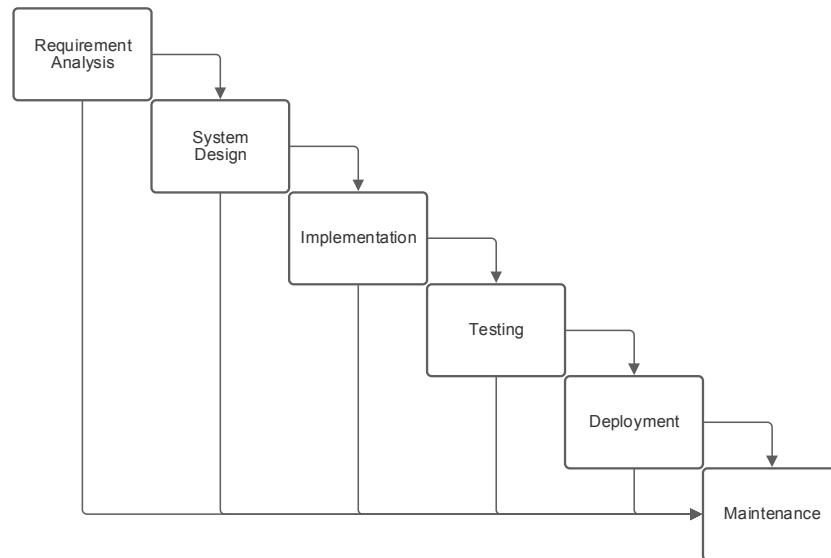 Requirement
Analysis
System
Design
Implementation
Testing
Deployment
Maintenance